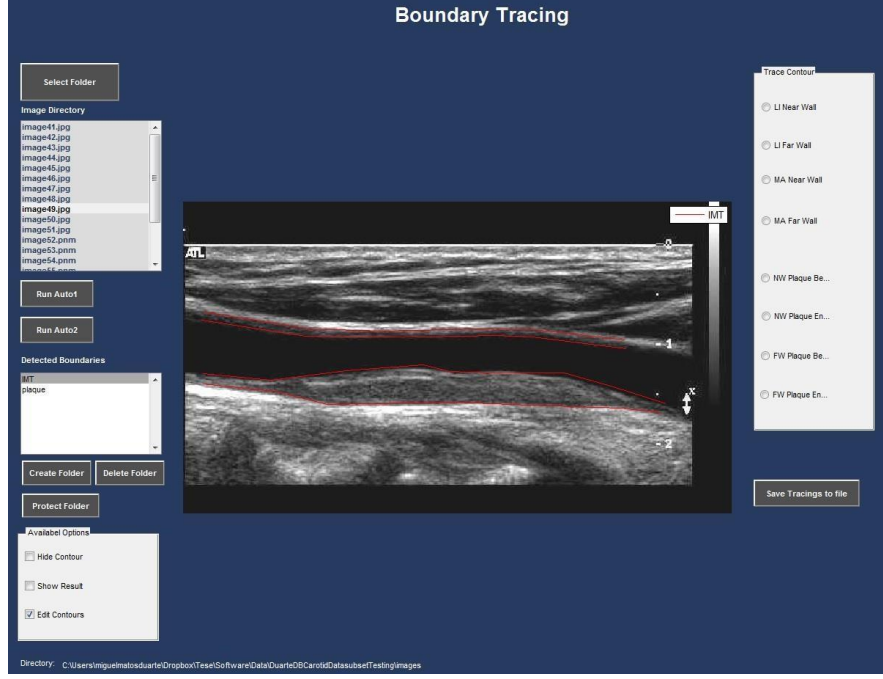 Boundary Tracing
Select Folder
Image Directory
image41.jpg
image42.jpg
image43.jpg
image44.jpg
image45.jpg
image46.jpg
image47.jpg
image48.jpg
image49.jpg
image50.jpg
image51.jpg
image52.pnm
image53.pnm
image54.pnm
image55.pnm
Run Auto1
Run Auto2
Detected Boundaries
IMT
plaque
Create Folder
Delete Folder
Protect Folder
Availabel Options
Hide Contour
Show Result
Edit Contours
IMT
ATL
0
1
x
2
Trace Contour
LI Near Wall
LI Far Wall
MA Near Wall
MA Far Wall
NW Plaque Be...
NW Plaque En...
FW Plaque Be...
FW Plaque En...
Save Tracings to file
Directory: C:\Users\miguelmatosduarte\Dropbox\Tese\Software\Data\DuarteDBCarotidDatasubsetTesting\images